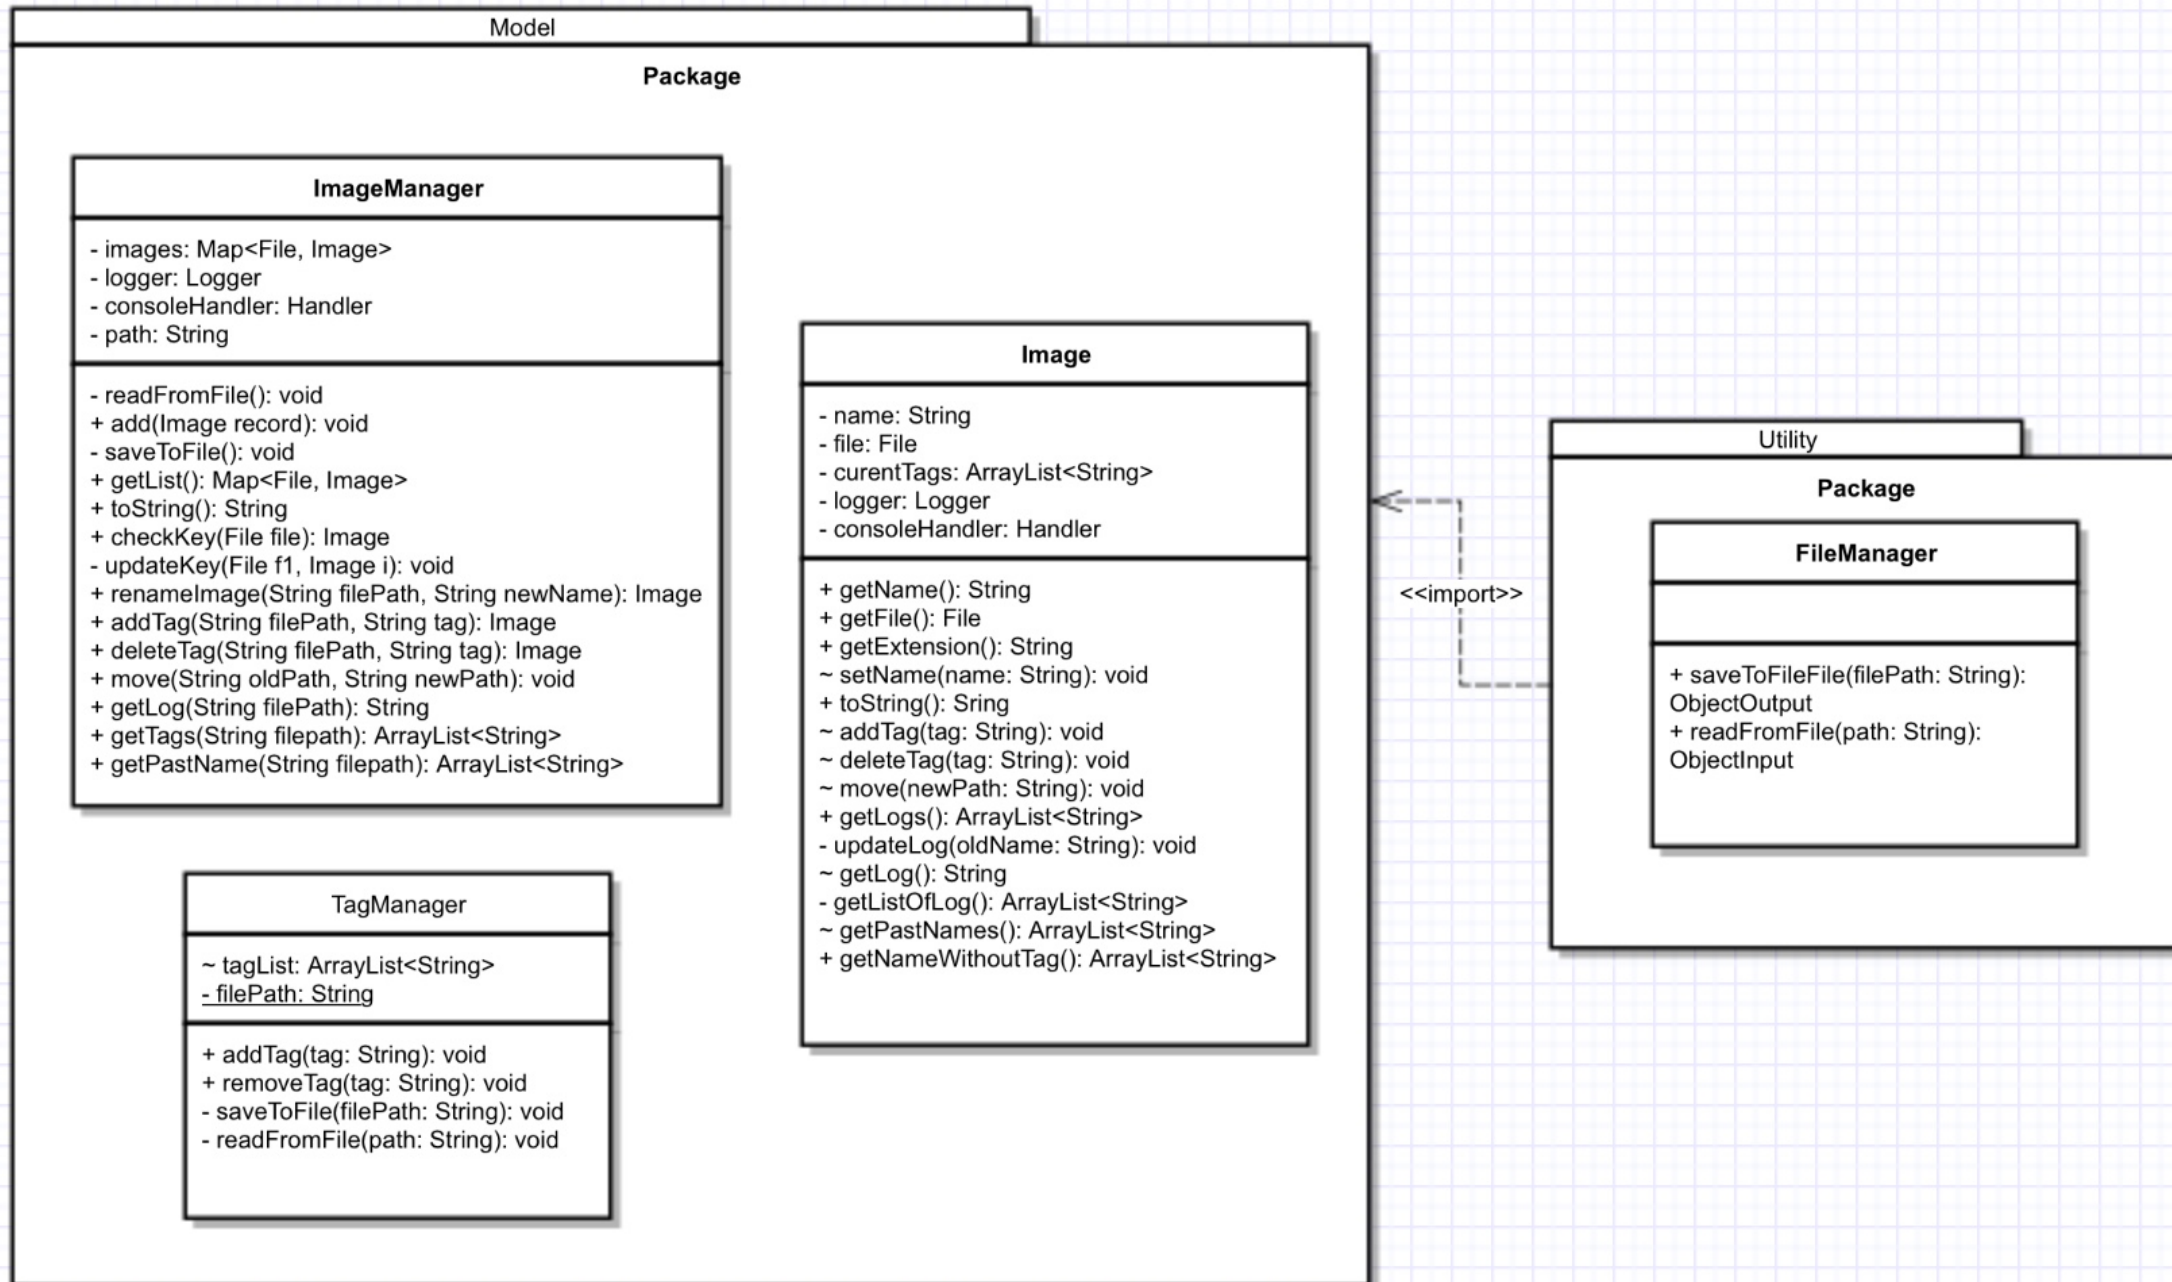 Model
Package
ImageManager
- images: Map<File, Image>
- logger: Logger
- consoleHandler: Handler
- path: String
- readFromFile(): void
+ add(Image record): void
- saveToFile(): void
+ getList(): Map<File, Image>
+ toString(): String
+ checkKey(File file): Image
- updateKey(File f1, Image i): void
+ renameImage(String filePath, String newName): Image
+ addTag(String filePath, String tag): Image
+ deleteTag(String filePath, String tag): Image
+ move(String oldPath, String newPath): void
+ getLog(String filePath): String
+ getTags(String filepath): ArrayList<String>
+ getPastName(String filepath): ArrayList<String>
TagManager
~ tagList: ArrayList<String>
- filePath: String
+ addTag(tag: String): void
+ removeTag(tag: String): void
- saveToFile(filePath: String): void
- readFromFile(path: String): void
Image
- name: String
- file: File
- curentTags: ArrayList<String>
- logger: Logger
- consoleHandler: Handler
+ getName(): String
+ getFile(): File
+ getExtension(): String
~ setName(name: String): void
+ toString(): Sring
~ addTag(tag: String): void
~ deleteTag(tag: String): void
~ move(newPath: String): void
+ getLogs(): ArrayList<String>
- updateLog(oldName: String): void
~ getLog(): String
- getListOfLog(): ArrayList<String>
~ getPastNames(): ArrayList<String>
+ getNameWithoutTag(): ArrayList<String>
<<import>>
Utility
Package
FileManager
+ saveToFileFile(filePath: String):
ObjectOutput
+ readFromFile(path: String):
ObjectInput